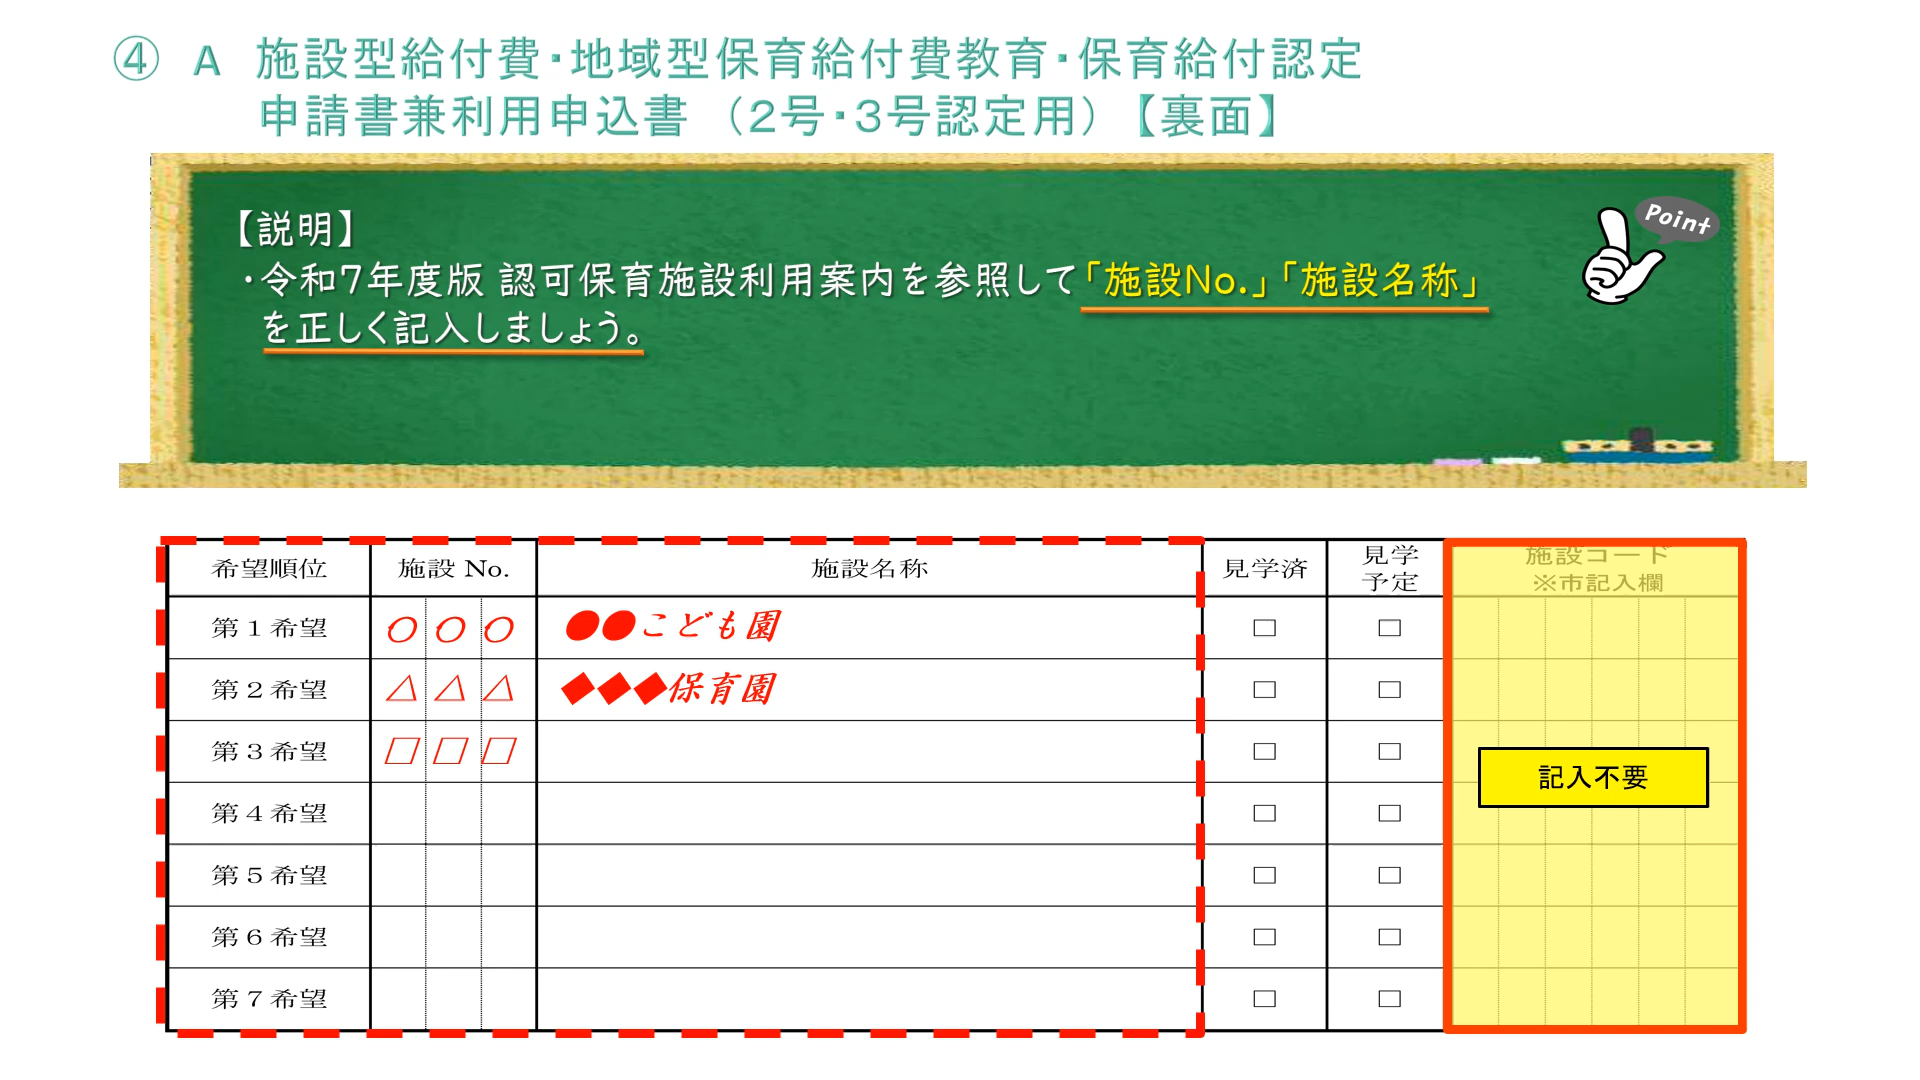 ④ A 施設型給付費・地域型保育給付費教育・保育給付認定
申請書兼利用申込書 （２号・３号認定用）【裏面】
【説明】
・令和７年度版 認可保育施設利用案内を参照して「施設No.」「施設名称」
を正しく記入しましょう。
Point
希望順位 施設 No. 施設名称 見学済 見学予定 施設コード
※市記入欄
第１希望 ○ ○ ○ ●●こども園 □ □
第２希望 △ △ △ ◆◆◆保育園 □ □
第３希望 □ □ □ □ □
記入不要
第４希望 □ □
第５希望 □ □
第６希望 □ □
第７希望 □ □